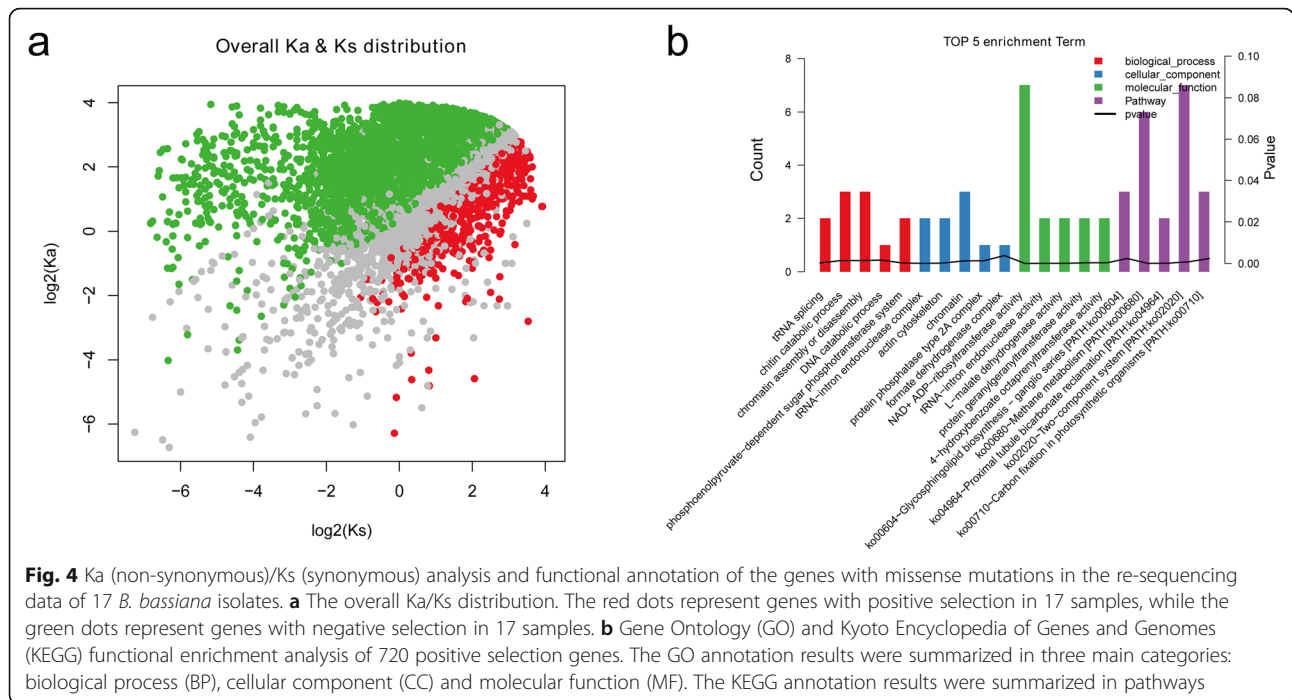 a
Overall Ka & Ks distribution
4
2
0
−2
−4
−6
log2(Ka)
−6
−4
−2
0
2
4
log2(Ks)
b
TOP 5 enrichment Term
biological_process
cellular_component
molecular_function
Pathway
pvalue
8
6
4
2
0
Count
0.10
0.08
0.06
0.04
0.02
0.00
Pvalue
tRNA splicing
chitin catabolic process
chromatin assembly or disassembly
DNA catabolic process
phosphoenolpyruvate−dependent sugar phosphotransferase system
tRNA−intron endonuclease complex
actin cytoskeleton
chromatin
protein phosphatase type 2A complex
formate dehydrogenase complex
NAD+ ADP−ribosyltransferase activity
tRNA−intron endonuclease activity
L−malate dehydrogenase activity
protein geranylgeranyltransferase activity
4−hydroxybenzoate octaprenyltransferase activity
ko00604−Glycosphingolipid biosynthesis − ganglio series [PATH:ko00604]
ko00680−Methane metabolism [PATH:ko00680]
ko04964−Proximal tubule bicarbonate reclamation [PATH:ko04964]
ko02020−Two−component system [PATH:ko02020]
ko00710−Carbon fixation in photosynthetic organisms [PATH:ko00710]
Fig. 4 Ka (non-synonymous)/Ks (synonymous) analysis and functional annotation of the genes with missense mutations in the re-sequencing
data of 17 B. bassiana isolates. a The overall Ka/Ks distribution. The red dots represent genes with positive selection in 17 samples, while the
green dots represent genes with negative selection in 17 samples. b Gene Ontology (GO) and Kyoto Encyclopedia of Genes and Genomes
(KEGG) functional enrichment analysis of 720 positive selection genes. The GO annotation results were summarized in three main categories:
biological process (BP), cellular component (CC) and molecular function (MF). The KEGG annotation results were summarized in pathways